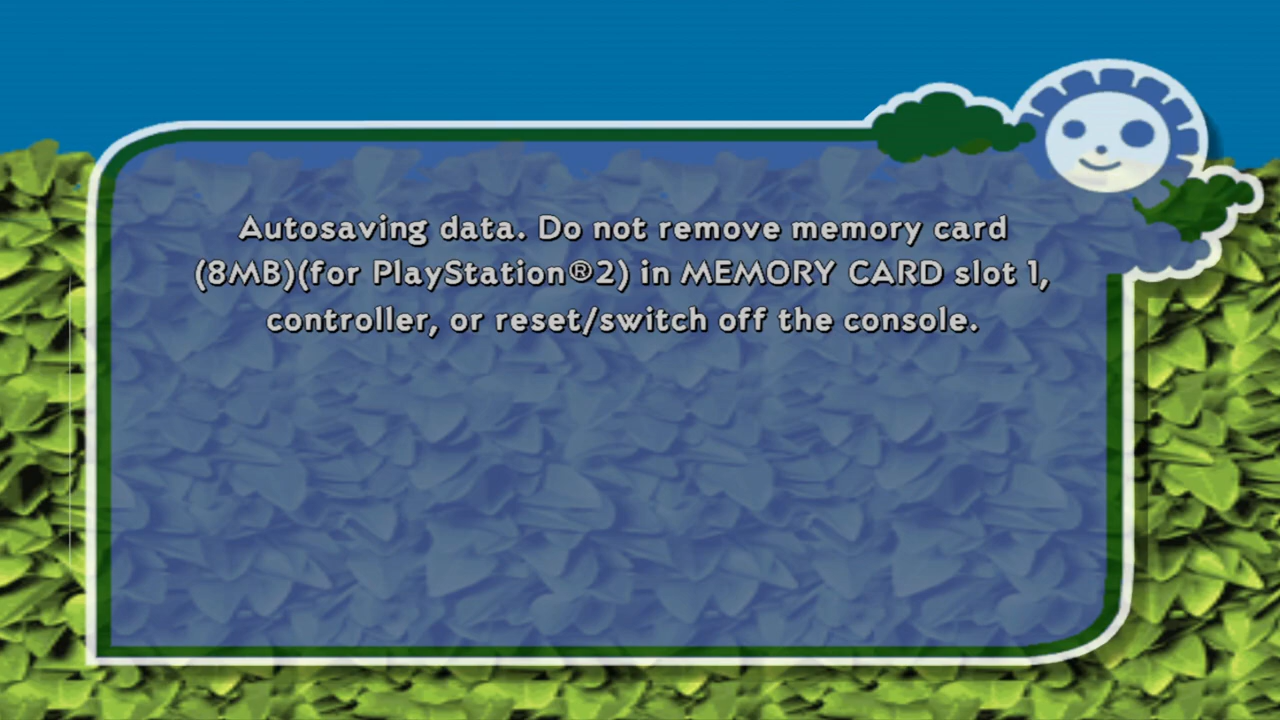 Autosaving data. Do not remove memory card
(8MB)(for PlayStation®2) in MEMORY CARD slot 1,
controller, or reset/switch off the console.